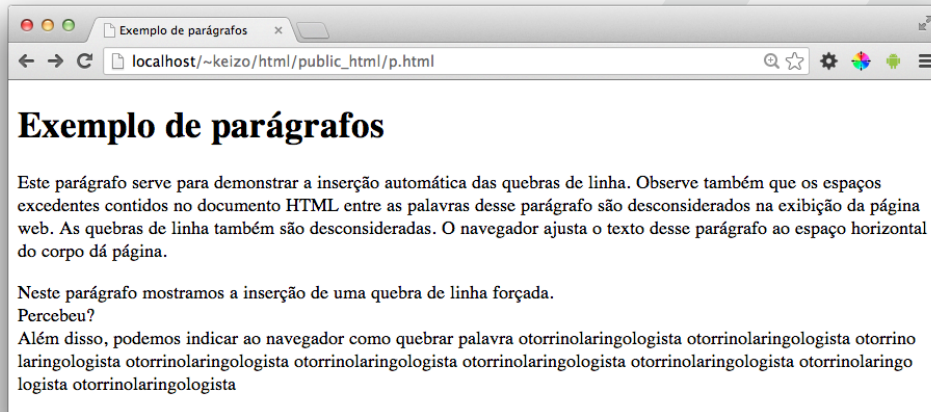 Exemplo de parágrafos
localhost/~keizo/html/public_html/p.html
Exemplo de parágrafos
Este parágrafo serve para demonstrar a inserção automática das quebras de linha. Observe também que os espaços
excedentes contidos no documento HTML entre as palavras desse parágrafo são desconsiderados na exibição da página
web. As quebras de linha também são desconsideradas. O navegador ajusta o texto desse parágrafo ao espaço horizontal
do corpo dá página.
Neste parágrafo mostramos a inserção de uma quebra de linha forçada.
Percebeu?
Além disso, podemos indicar ao navegador como quebrar palavra otorrinolaringologista otorrinolaringologista otorrino
laringologista otorrinolaringologista otorrinolaringologista otorrinolaringologista otorrinolaringologista otorrinolaringo
logista otorrinolaringologista